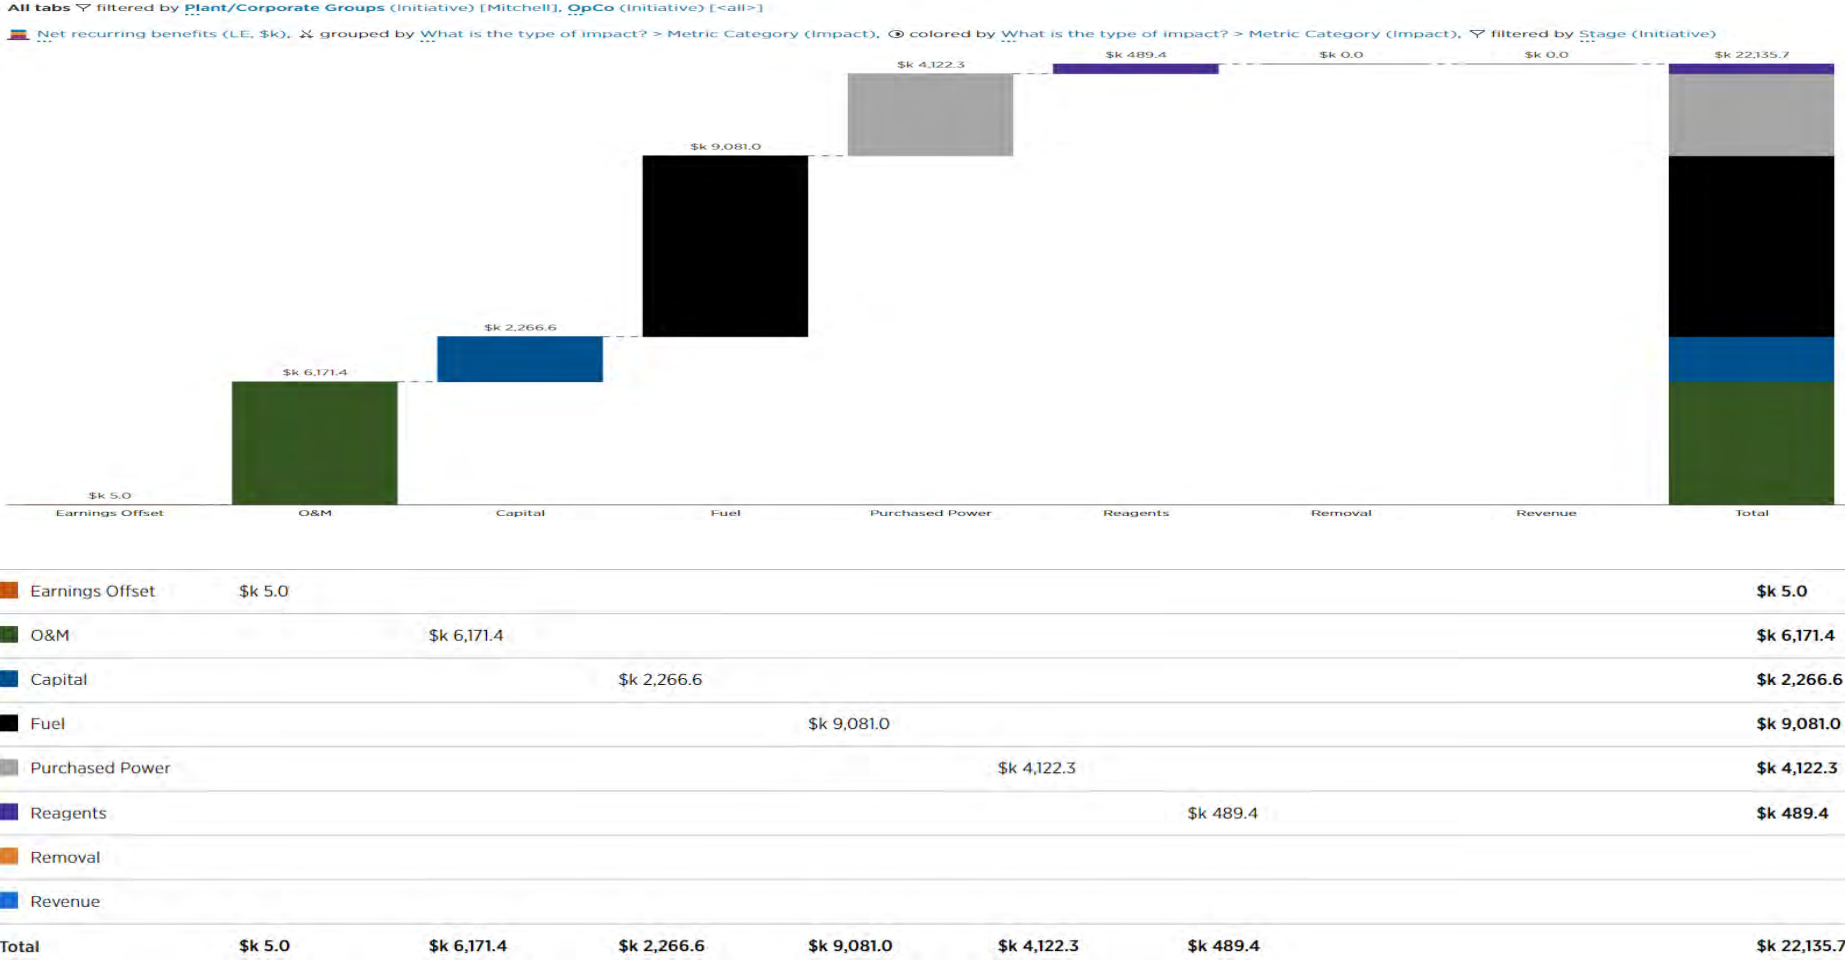 All tabs filtered by Plant/Corporate Groups (Initiative) [Mitchell], OpCo (Initiative) [<all>]
Net recurring benefits (LE, $k), grouped by What is the type of impact? > Metric Category (Impact), colored by What is the type of impact? > Metric Category (Impact), filtered by Stage (Initiative)
$k 5.0
$k 6,171.4
$k 2,266.6
$k 9,081.0
$k 4,122.3
$k 489.4
$k 0.0
$k 0.0
$k 22,135.7
Earnings Offset O&M Capital Fuel Purchased Power Reagents Removal Revenue Total
Earnings Offset $k 5.0 $k 5.0
O&M $k 6,171.4 $k 6,171.4
Capital $k 2,266.6 $k 2,266.6
Fuel $k 9,081.0 $k 9,081.0
Purchased Power $k 4,122.3 $k 4,122.3
Reagents $k 489.4 $k 489.4
Removal
Revenue
Total $k 5.0 $k 6,171.4 $k 2,266.6 $k 9,081.0 $k 4,122.3 $k 489.4 $k 22,135.7